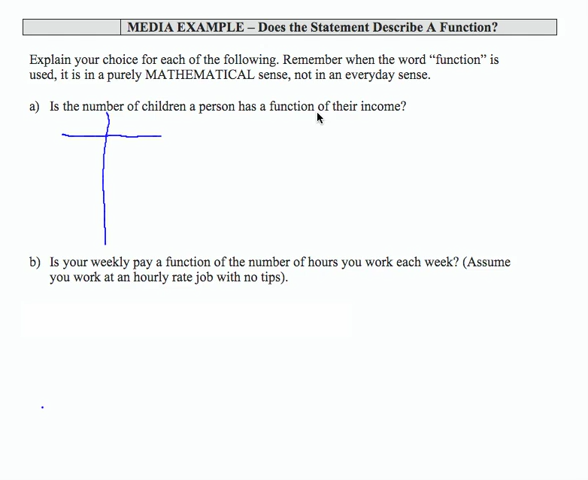 MEDIA EXAMPLE – Does the Statement Describe A Function?
Explain your choice for each of the following. Remember when the word “function” is
used, it is in a purely MATHEMATICAL sense, not in an everyday sense.
a) Is the number of children a person has a function of their income?
b) Is your weekly pay a function of the number of hours you work each week? (Assume
you work at an hourly rate job with no tips).